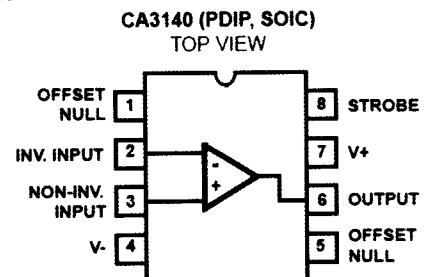 CA3140 (PDIP, SOIC)
TOP VIEW
OFFSET
NULL
1
INV. INPUT
2
-
NON-INV.
INPUT
3
+
V-
4
8
STROBE
7
V+
6
OUTPUT
5
OFFSET
NULL